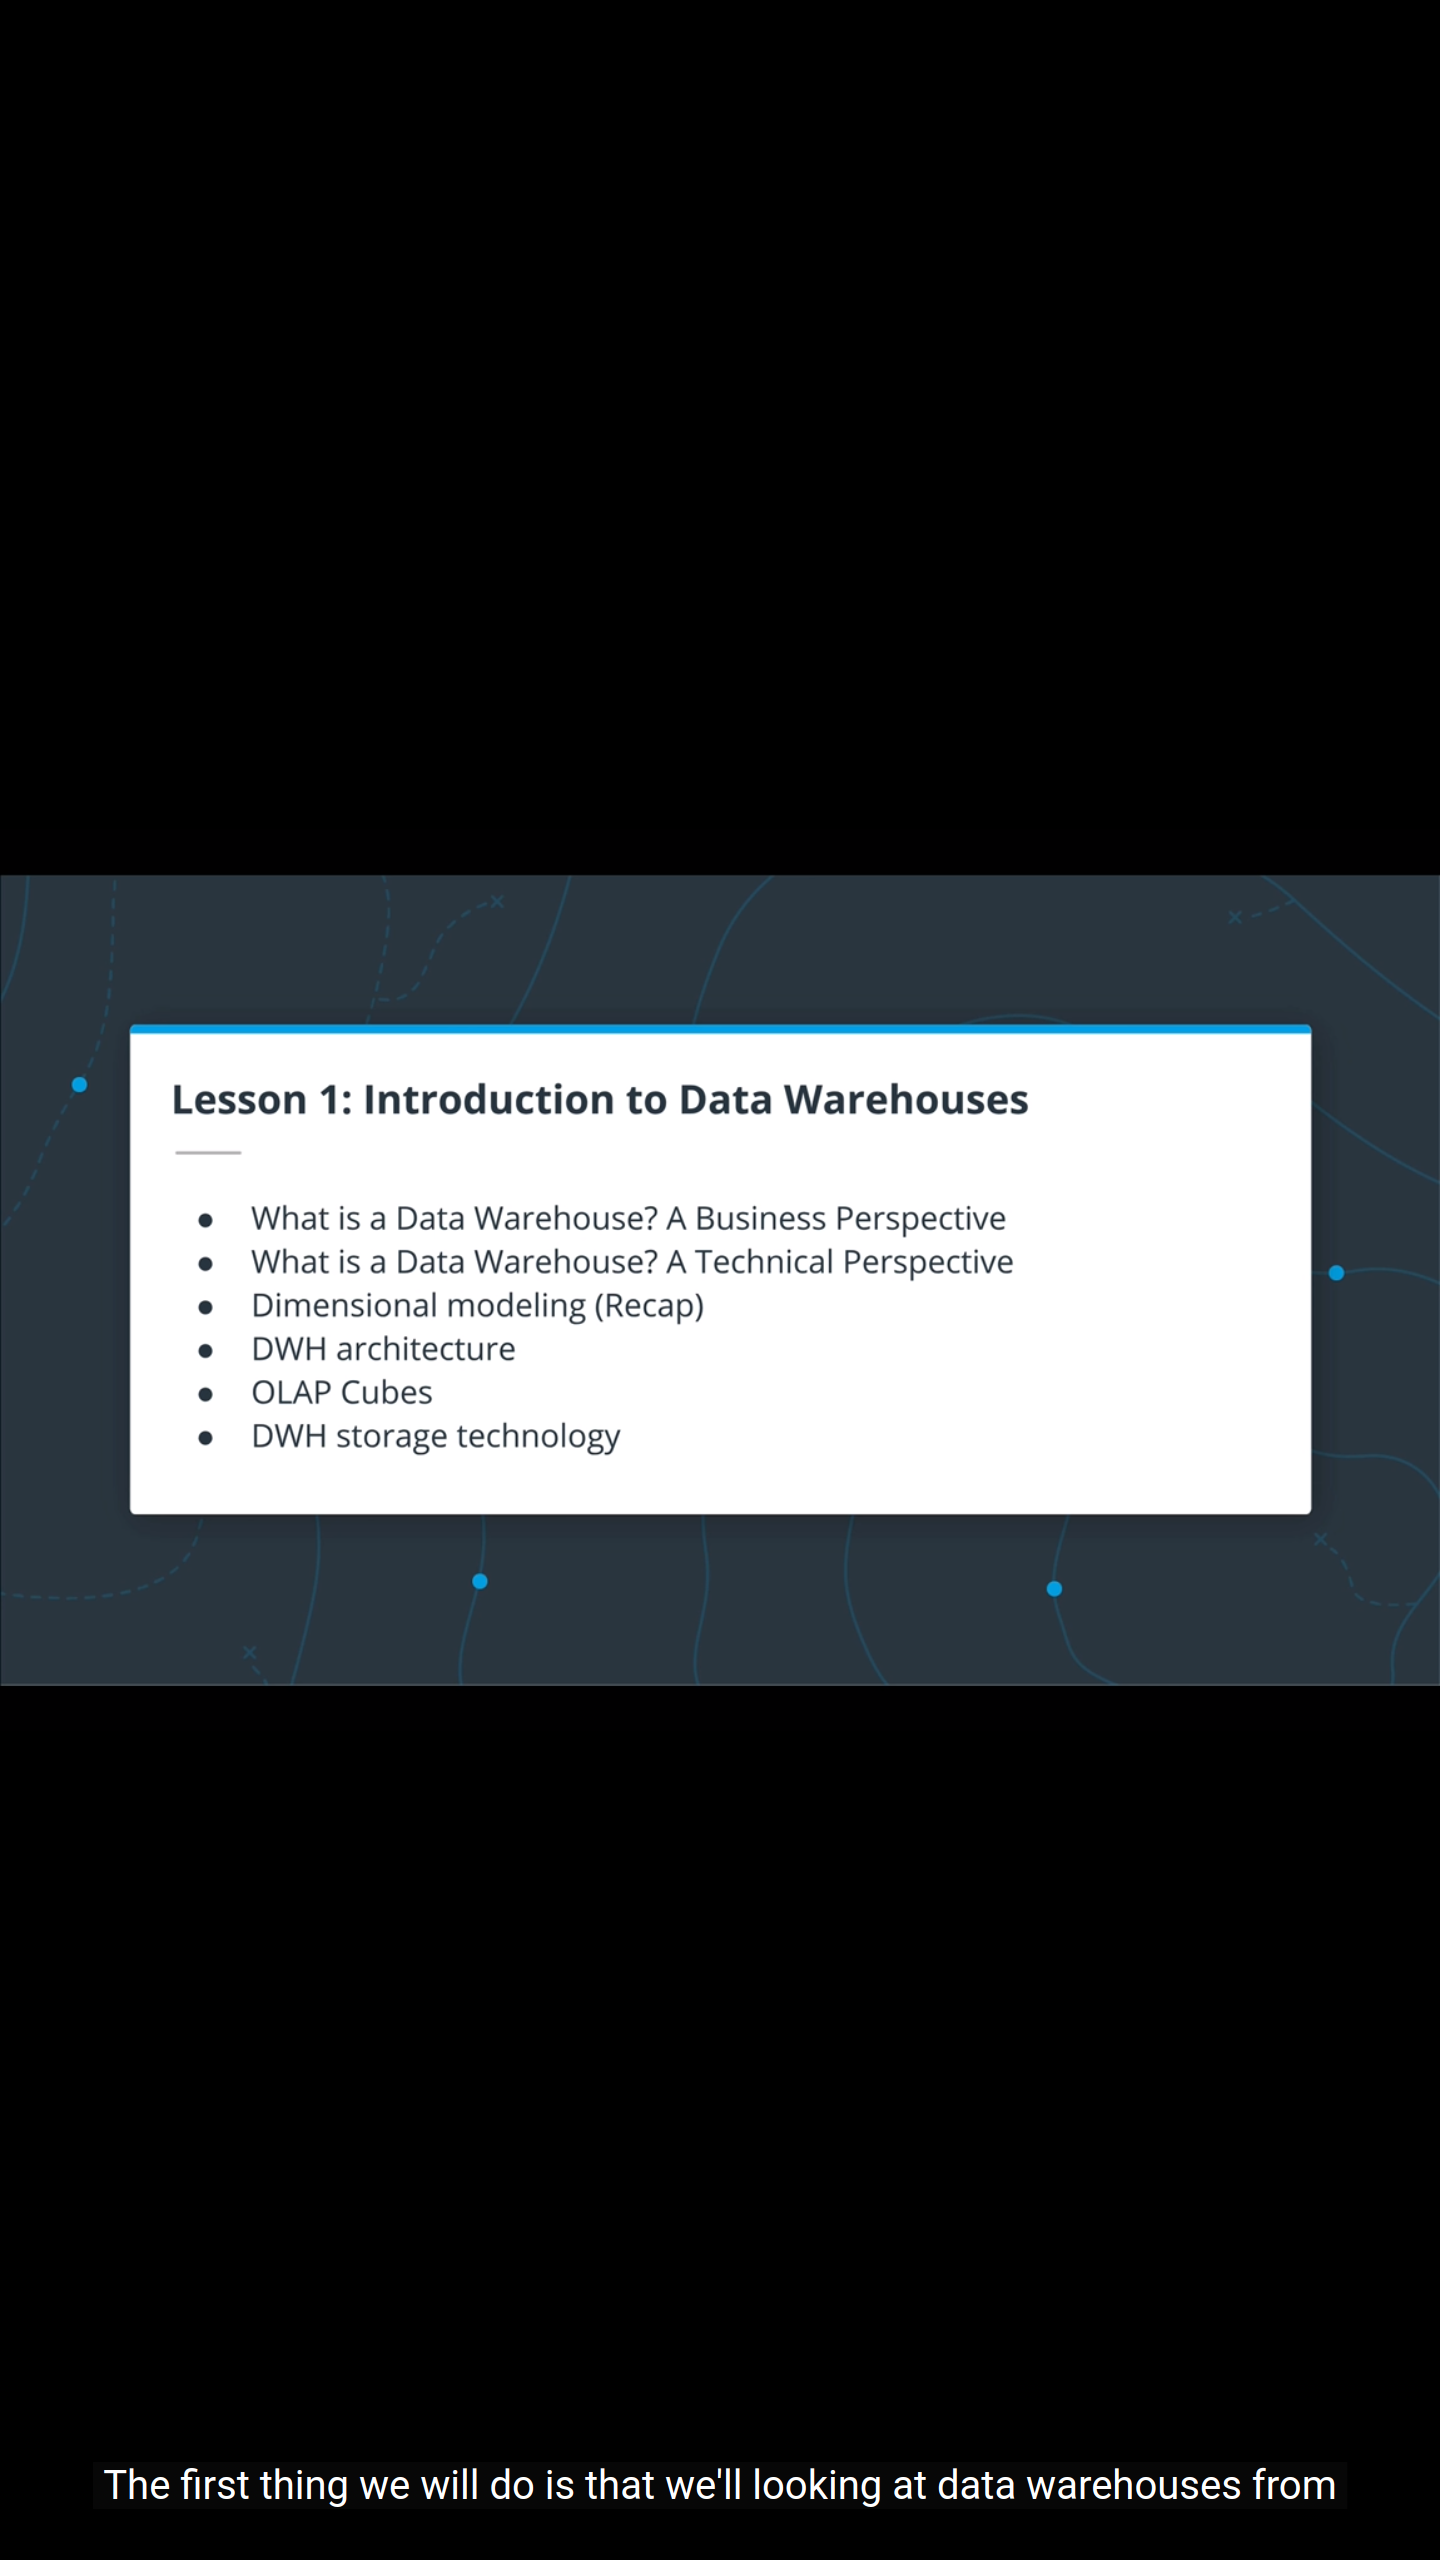 Lesson 1: Introduction to Data Warehouses
● What is a Data Warehouse? A Business Perspective
● What is a Data Warehouse? A Technical Perspective
● Dimensional modeling (Recap)
● DWH architecture
● OLAP Cubes
● DWH storage technology
The first thing we will do is that we'll looking at data warehouses from